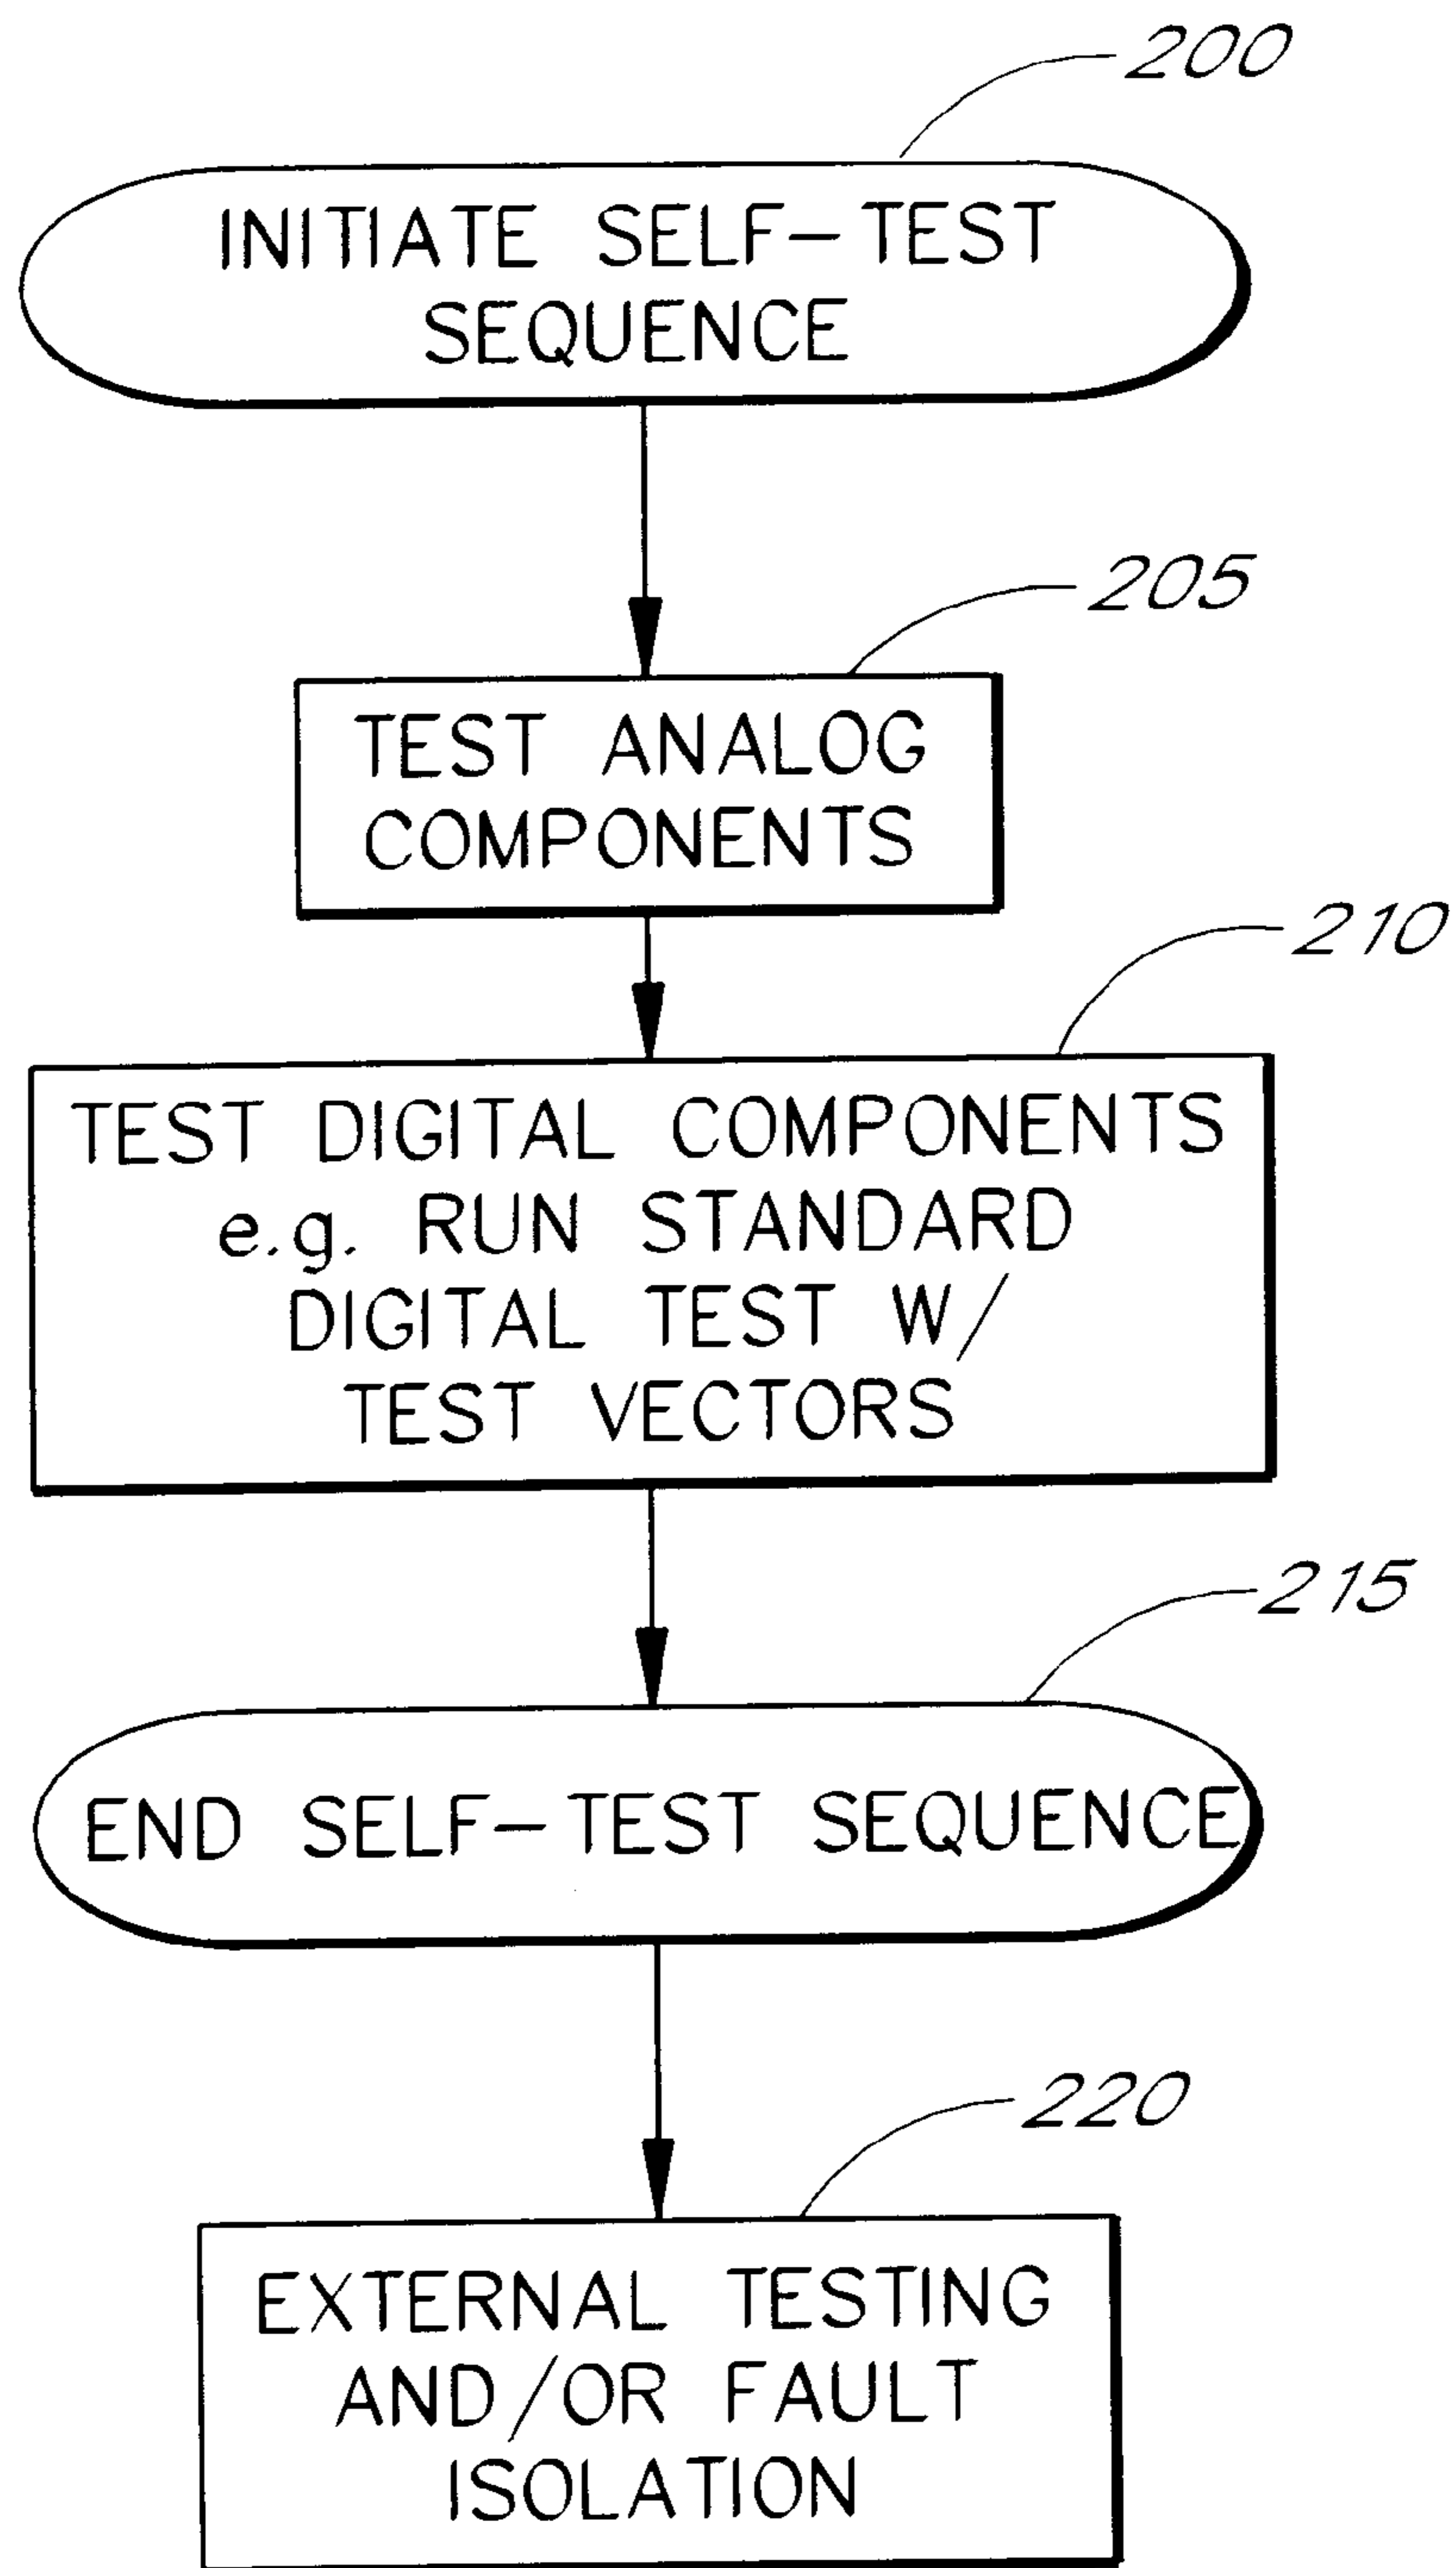 200
INITIATE SELF-TEST
SEQUENCE
205
TEST ANALOG
COMPONENTS
210
TEST DIGITAL COMPONENTS
e.g. RUN STANDARD
DIGITAL TEST W/
TEST VECTORS
215
END SELF-TEST SEQUENCE
220
EXTERNAL TESTING
AND/OR FAULT
ISOLATION